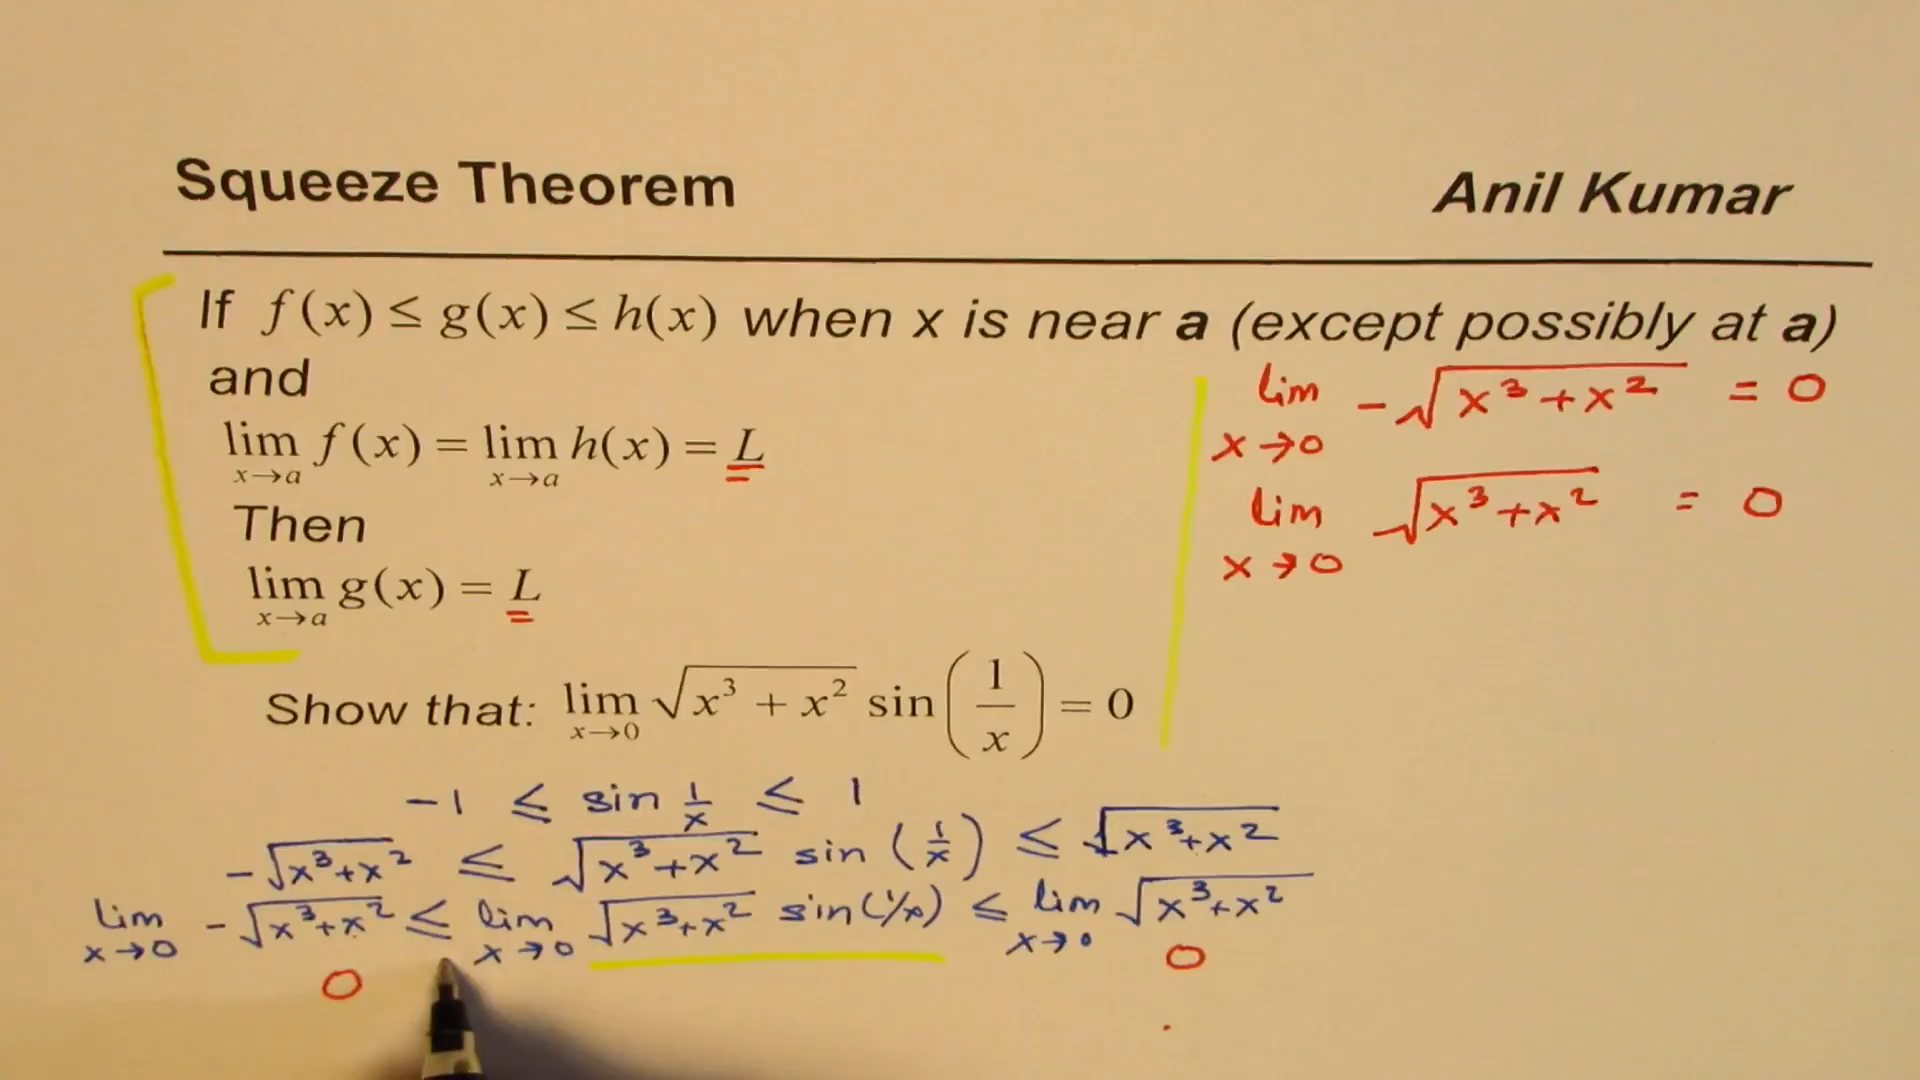 Squeeze Theorem Anil Kumar
If f(x) ≤ g(x) ≤ h(x) when x is near a (except possibly at a)
and
lim x→a f(x) = lim x→a h(x) = L
Then
lim x→a g(x) = L
lim x→0 -√(x³+x²) = 0
lim x→0 √(x³+x²) = 0
Show that: lim x→0 √(x³ + x²) sin(1/x) = 0
-1 ≤ sin 1/x ≤ 1
-√(x³+x²) ≤ √(x³+x²) sin(1/x) ≤ √(x³+x²)
lim x→0 -√(x³+x²) ≤ lim x→0 √(x³+x²) sin(1/x) ≤ lim x→0 √(x³+x²)
0 0